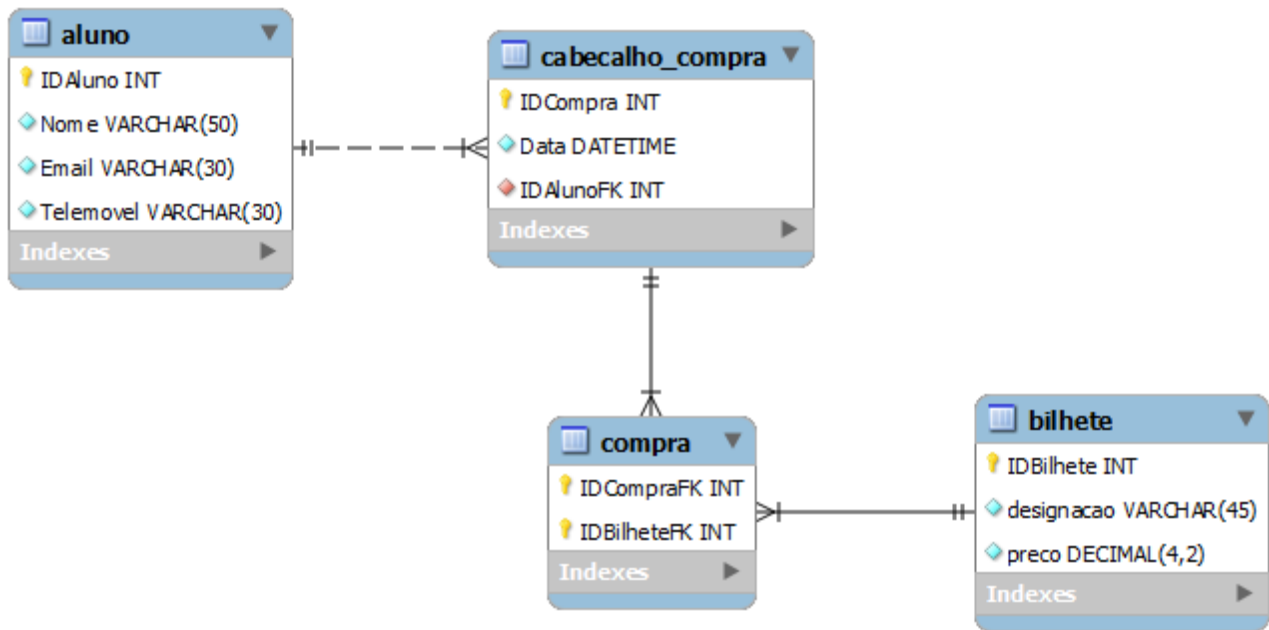 aluno
IDAluno INT
Nome VARCHAR(50)
Email VARCHAR(30)
Telemovel VARCHAR(30)
Indexes
cabecalho_compra
IDCompra INT
Data DATETIME
IDAlunoFK INT
Indexes
compra
IDCompraFK INT
IDBilheteFK INT
Indexes
bilhete
IDBilhete INT
designacao VARCHAR(45)
preco DECIMAL(4,2)
Indexes